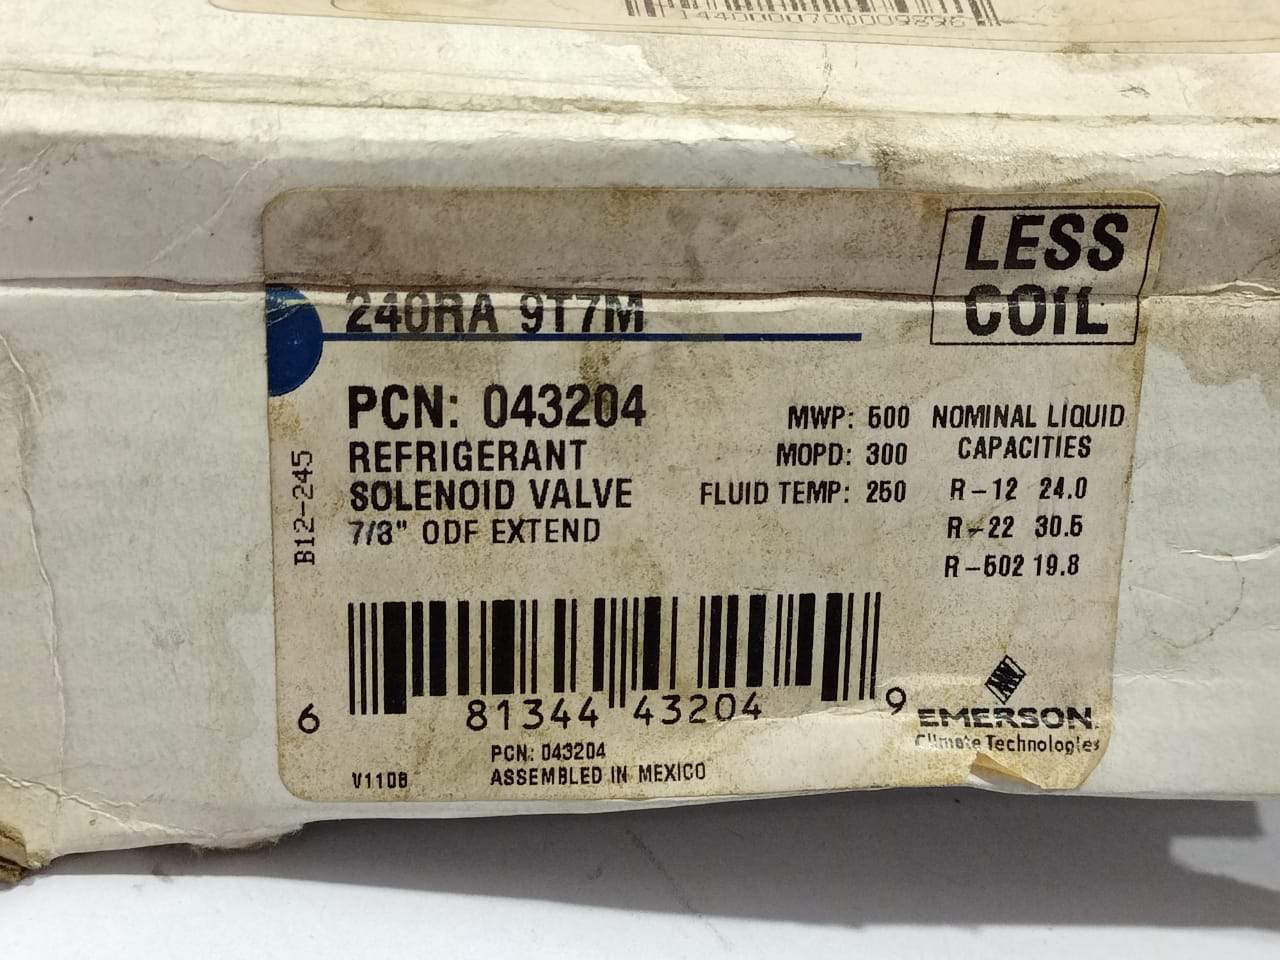 LESS
COIL
240RA 9T7M
PCN: 043204
REFRIGERANT
SOLENOID VALVE
7/8" ODF EXTEND
MWP: 500
MOPD: 300
FLUID TEMP: 250
NOMINAL LIQUID
CAPACITIES
R-12 24.0
R-22 30.5
R-502 19.8
B12-245
6 81344 43204 9
PCN: 043204
ASSEMBLED IN MEXICO
V1108
EMERSON
Climate Technologies